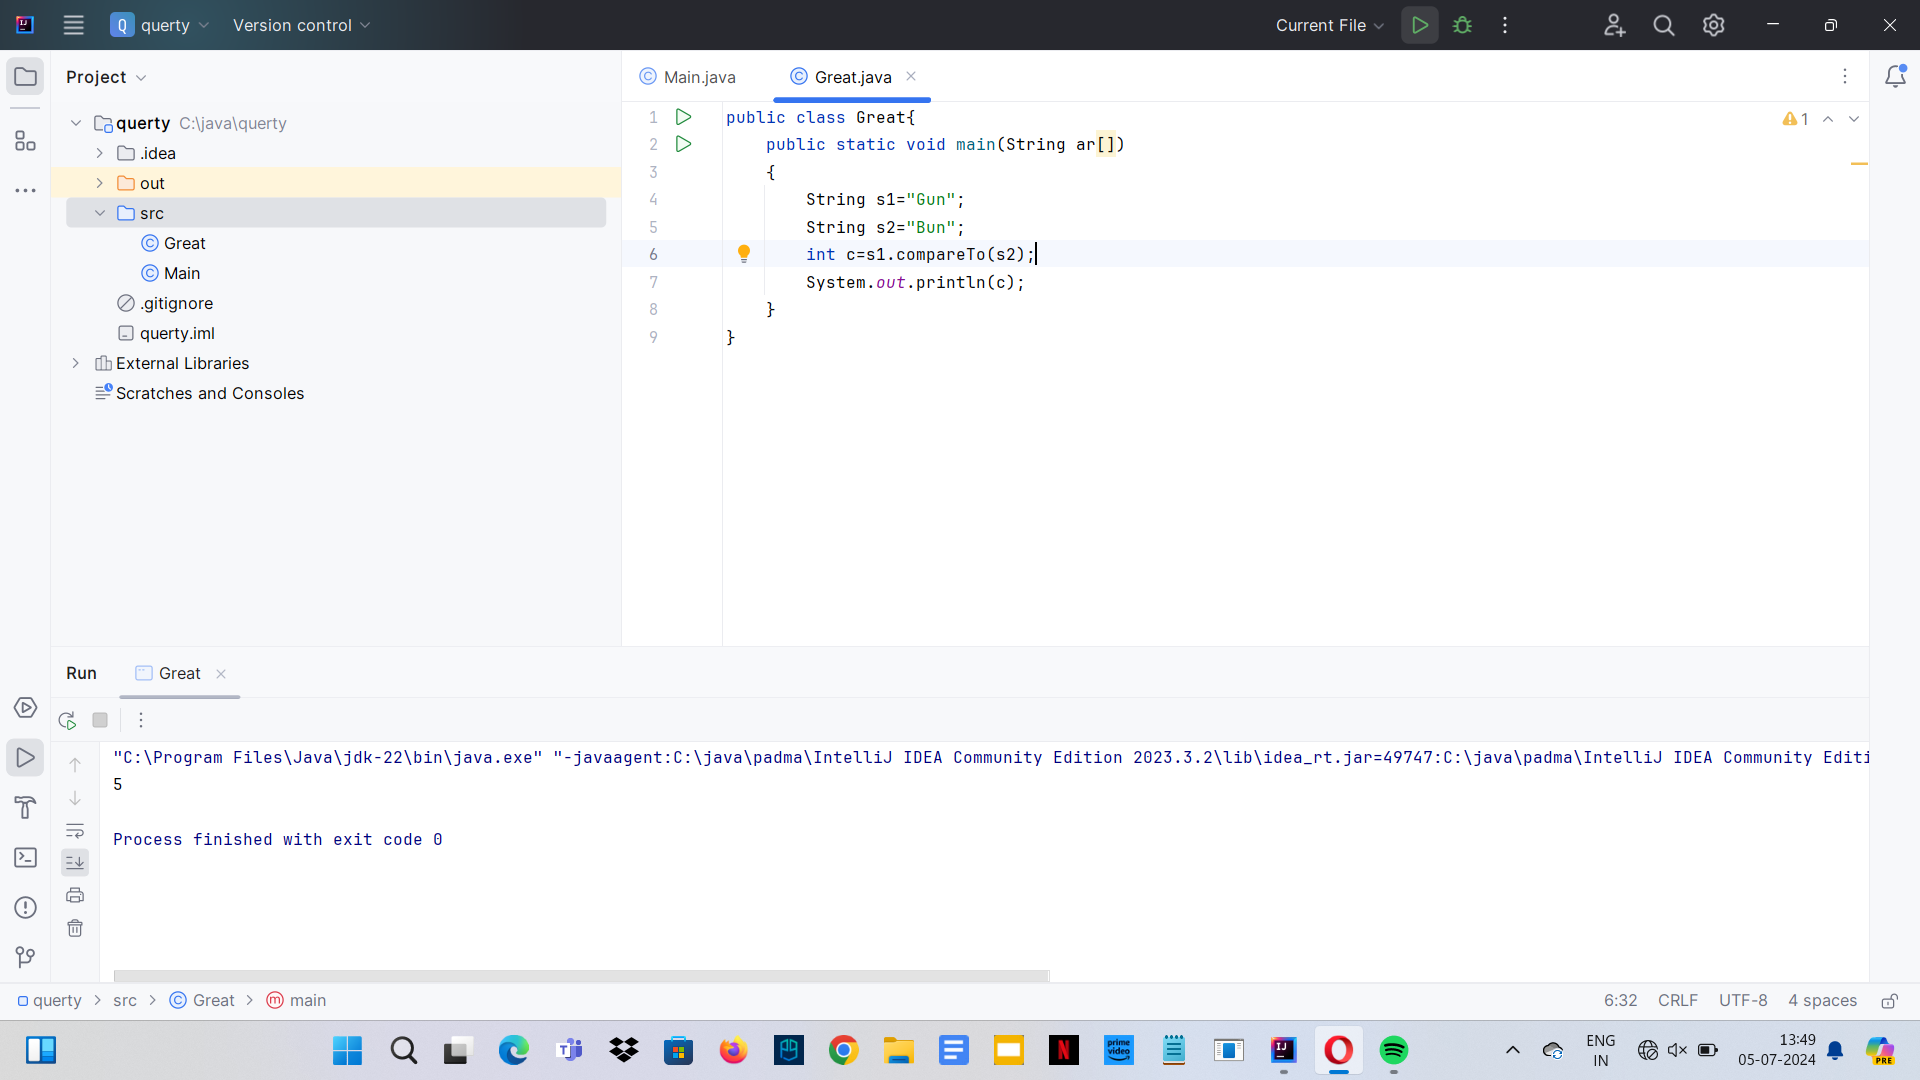 Q querty Version control Current File
Project
Main.java Great.java
querty C:\java\querty
.idea
out
src
Great
Main
.gitignore
querty.iml
External Libraries
Scratches and Consoles
1 public class Great{
2 public static void main(String ar[])
3 {
4 String s1="Gun";
5 String s2="Bun";
6 int c=s1.compareTo(s2);
7 System.out.println(c);
8 }
9 }
1
Run Great
"C:\Program Files\Java\jdk-22\bin\java.exe" "-javaagent:C:\java\padma\IntelliJ IDEA Community Edition 2023.3.2\lib\idea_rt.jar=49747:C:\java\padma\IntelliJ IDEA Community Editi
5
Process finished with exit code 0
querty src Great main 6:32 CRLF UTF-8 4 spaces
prime video
ENG
IN
13:49
05-07-2024
PRE